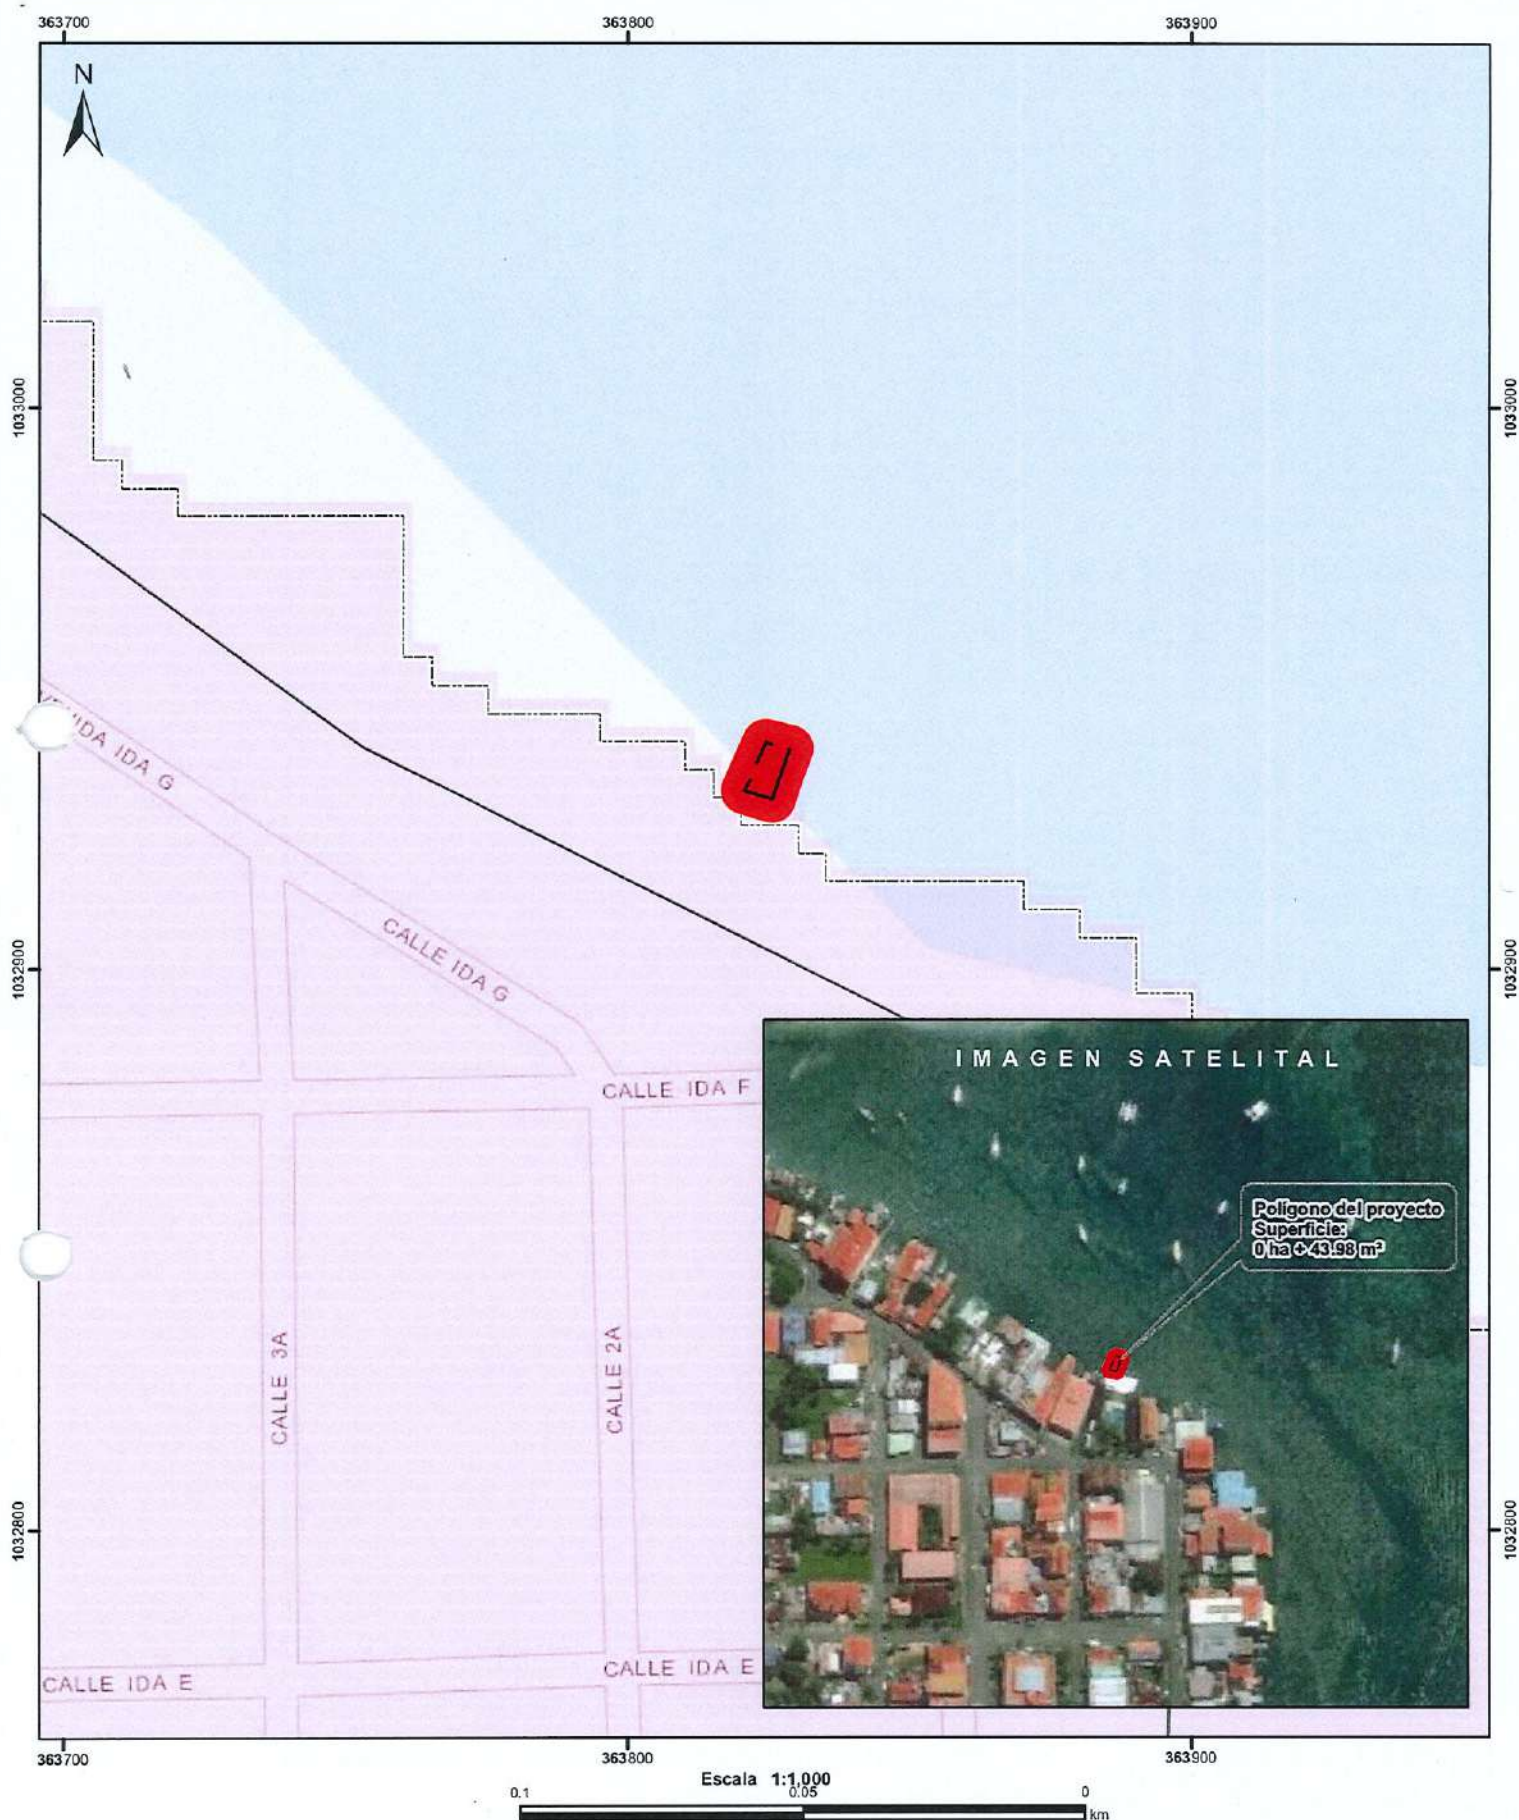 363700
363800
363900
N
1033000
1033000
IDA G
CALLE IDA G
1032900
1032900
CALLE IDA F
IMAGEN SATELITAL
Polígono del proyecto
Superficie:
0 ha + 43.98 m²
CALLE 3A
CALLE 2A
1032800
1032800
CALLE IDA E
CALLE IDA E
363700
363800
363900
Escala 1:1,000
0.1
0.05
0
km